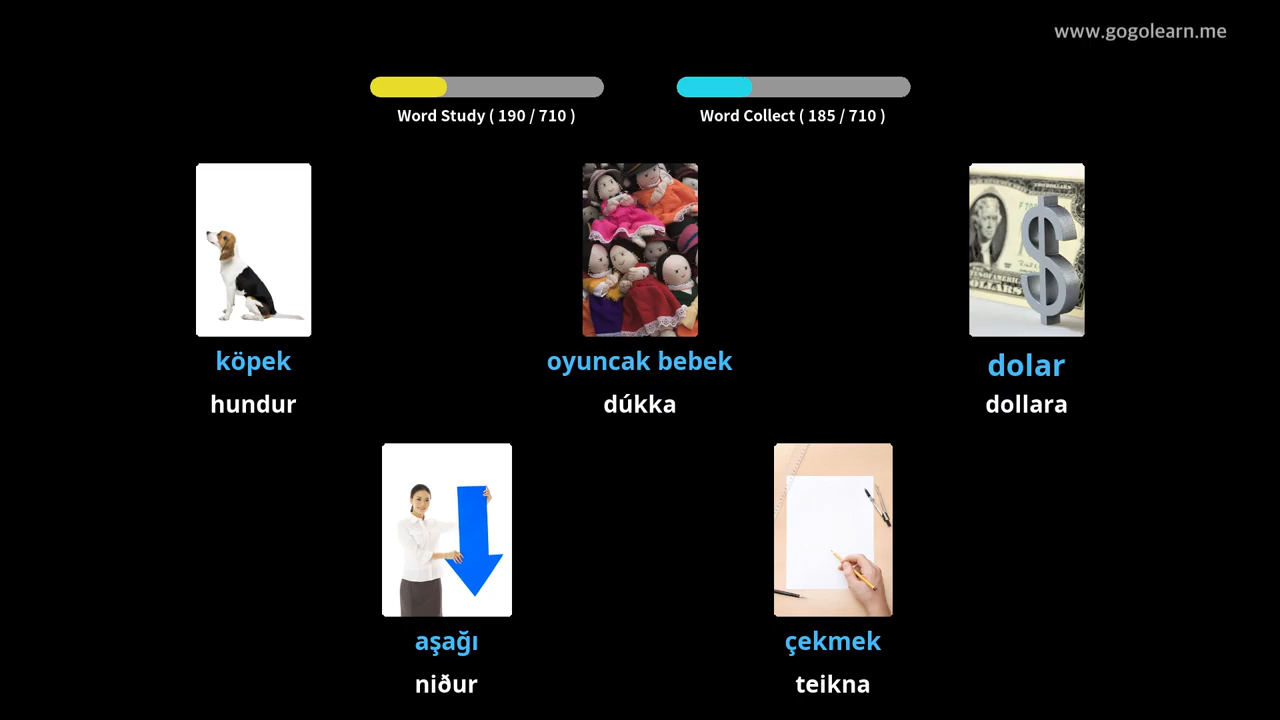 www.gogolearn.me
Word Study ( 190 / 710 )
Word Collect ( 185 / 710 )
köpek
oyuncak bebek
dolar
hundur
dúkka
dollara
aşağı
çekmek
niður
teikna